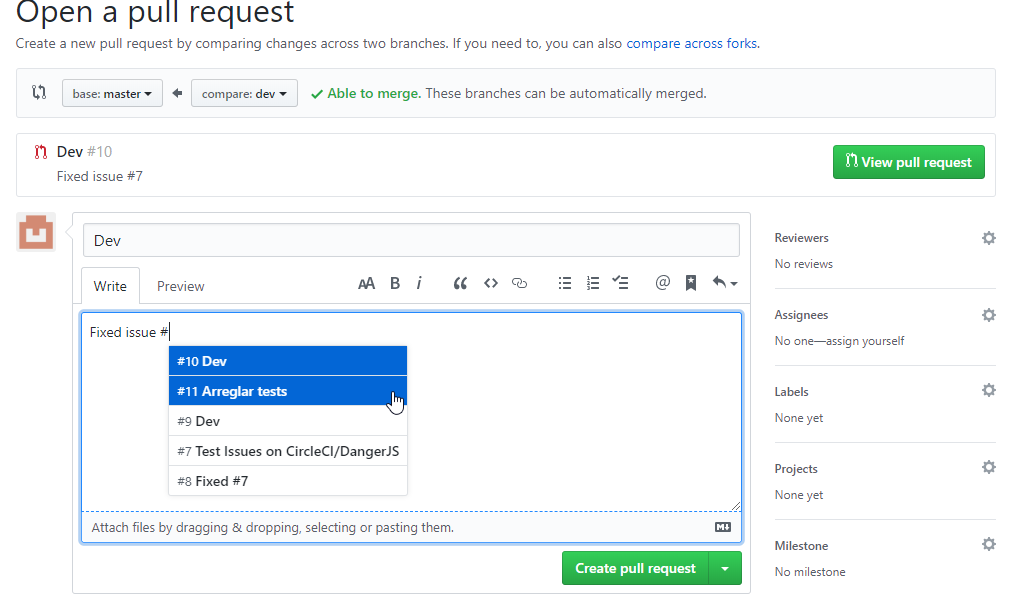 Open a pull request
Create a new pull request by comparing changes across two branches. If you need to, you can also compare across forks.
base: master compare: dev Able to merge. These branches can be automatically merged.
Dev #10
Fixed issue #7
View pull request
Dev
Write Preview AA B i @
Fixed issue #
#10 Dev
#11 Arreglar tests
#9 Dev
#7 Test Issues on CircleCI/DangerJS
#8 Fixed #7
Attach files by dragging & dropping, selecting or pasting them.
Create pull request
Reviewers
No reviews
Assignees
No one—assign yourself
Labels
None yet
Projects
None yet
Milestone
No milestone